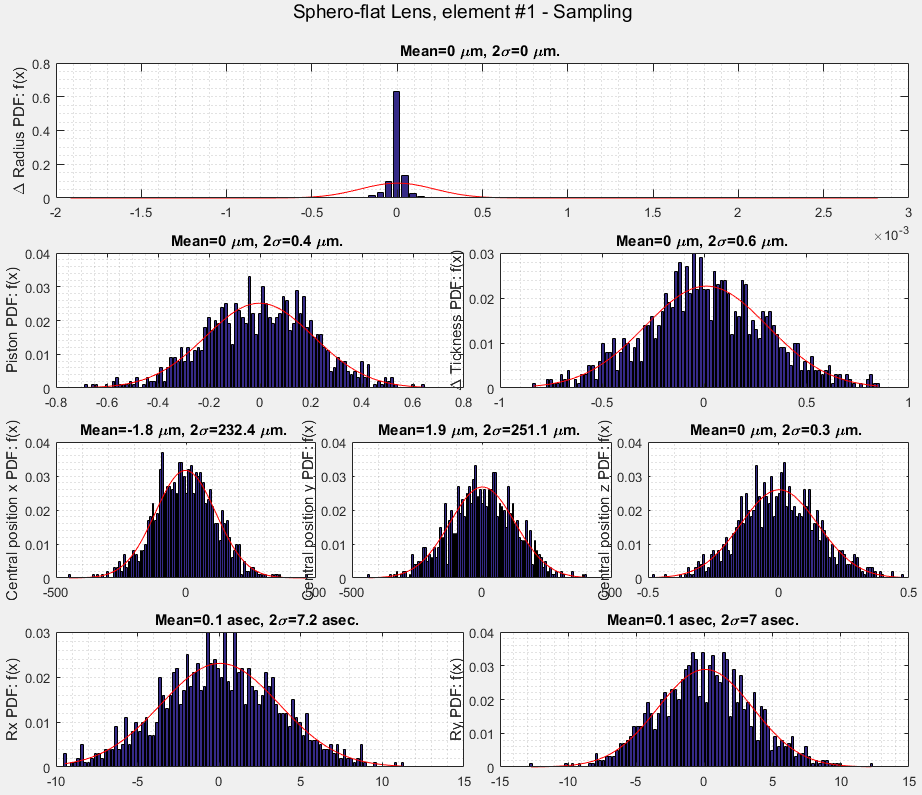 Sphero-flat Lens, element #1 - Sampling
Mean=0 μm, 2σ=0 μm.
Δ Radius PDF: f(x)
0.8
0.6
0.4
0.2
0
-2 -1.5 -1 -0.5 0 0.5 1 1.5 2 2.5 3
×10⁻³
Mean=0 μm, 2σ=0.4 μm.
Piston PDF: f(x)
0.04
0.03
0.02
0.01
0
-0.8 -0.6 -0.4 -0.2 0 0.2 0.4 0.6 0.8
Mean=0 μm, 2σ=0.6 μm.
Δ Tickness PDF: f(x)
0.03
0.02
0.01
0
-1 -0.5 0 0.5 1
Mean=-1.8 μm, 2σ=232.4 μm.
Central position x PDF: f(x)
0.04
0.03
0.02
0.01
0
-500 0 500
Mean=1.9 μm, 2σ=251.1 μm.
Central position y PDF: f(x)
0.04
0.03
0.02
0.01
0
-500 0 500
Mean=0 μm, 2σ=0.3 μm.
Central position z PDF: f(x)
0.04
0.03
0.02
0.01
0
-0.5 0 0.5
Mean=0.1 asec, 2σ=7.2 asec.
Rx PDF: f(x)
0.03
0.02
0.01
0
-10 -5 0 5 10 15
Mean=0.1 asec, 2σ=7 asec.
Ry PDF: f(x)
0.04
0.03
0.02
0.01
0
-15 -10 -5 0 5 10 15